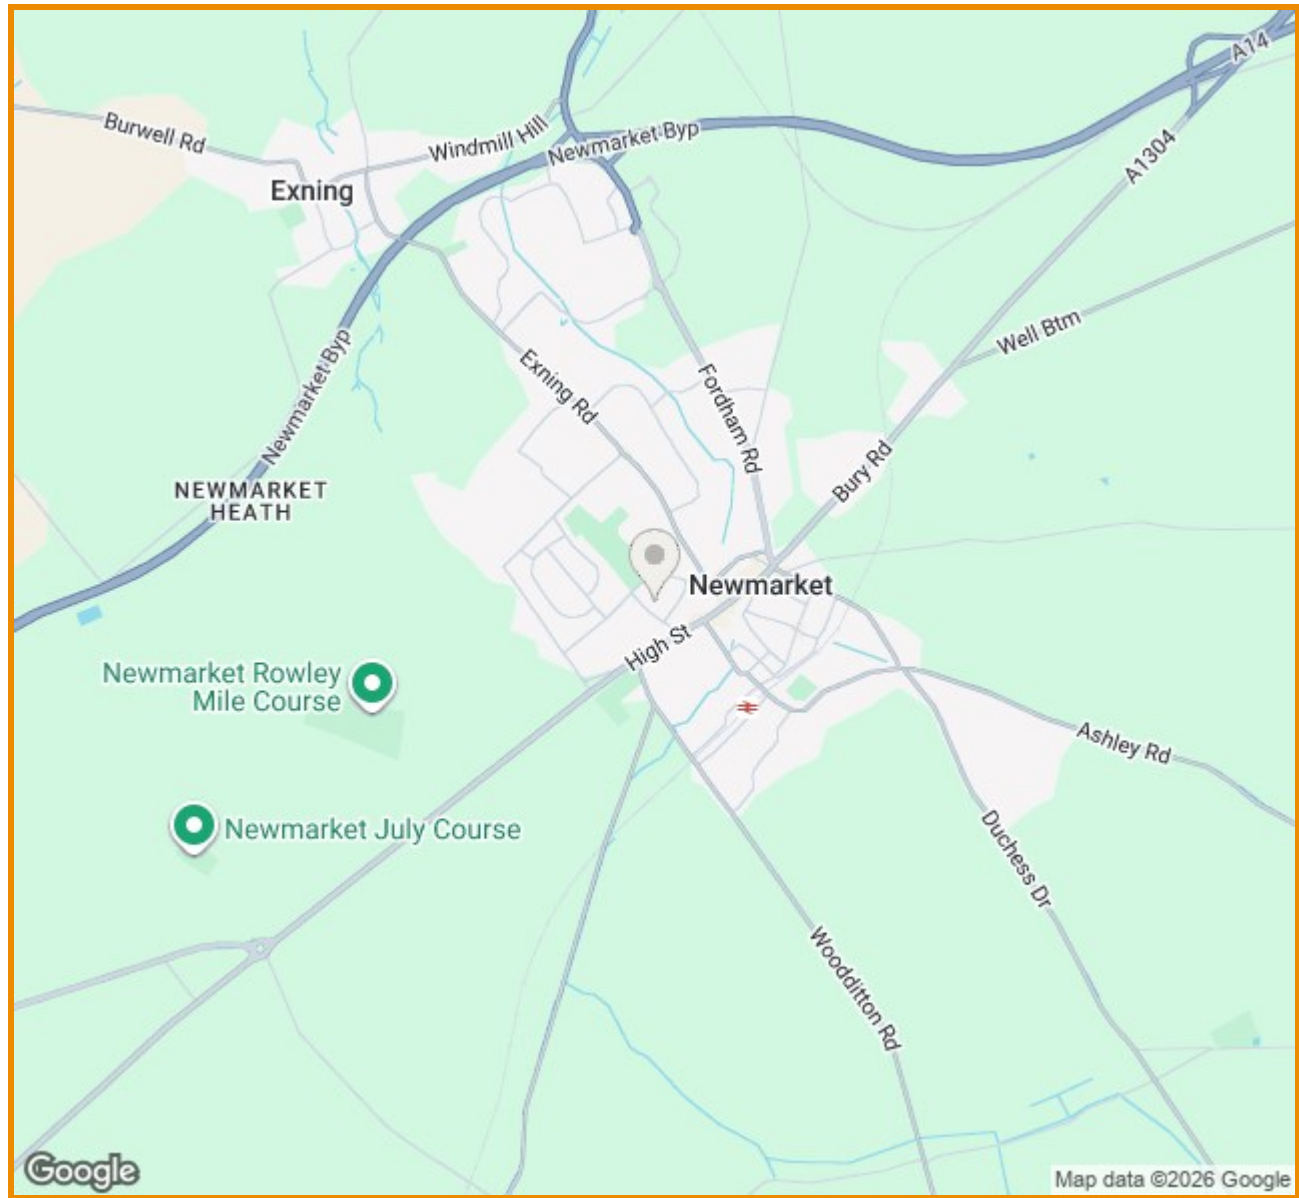 A14
Burwell Rd
Windmill Hill
Newmarket Byp
A1304
Exning
Well Btm
Newmarket Byp
Exning Rd
Fordham Rd
Bury Rd
NEWMARKET
HEATH
Newmarket
High St
Newmarket Rowley
Mile Course
Ashley Rd
Newmarket July Course
Duchess Dr
Woodditton Rd
Google
Map data ©2026 Google